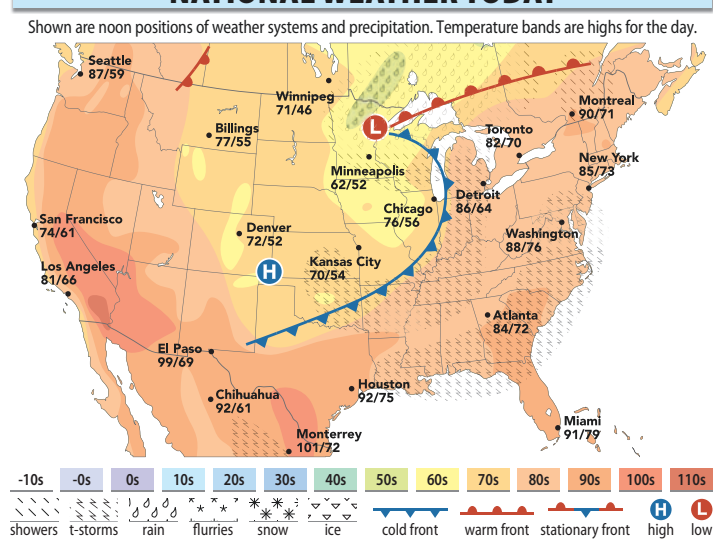 NATIONAL WEATHER TODAY
Shown are noon positions of weather systems and precipitation. Temperature bands are highs for the day.
Seattle
87/59
Winnipeg
71/46
Billings
77/55
L
Montreal
90/71
Toronto
82/70
Minneapolis
62/52
New York
85/73
Detroit
86/64
Chicago
76/56
San Francisco
74/61
Denver
72/52
Washington
88/76
Kansas City
70/54
H
Los Angeles
81/66
Atlanta
84/72
El Paso
99/69
Houston
92/75
Chihuahua
92/61
Miami
91/79
Monterrey
101/72
-10s -0s 0s 10s 20s 30s 40s 50s 60s 70s 80s 90s 100s 110s
H L
showers t-storms rain flurries snow ice cold front warm front stationary front high low